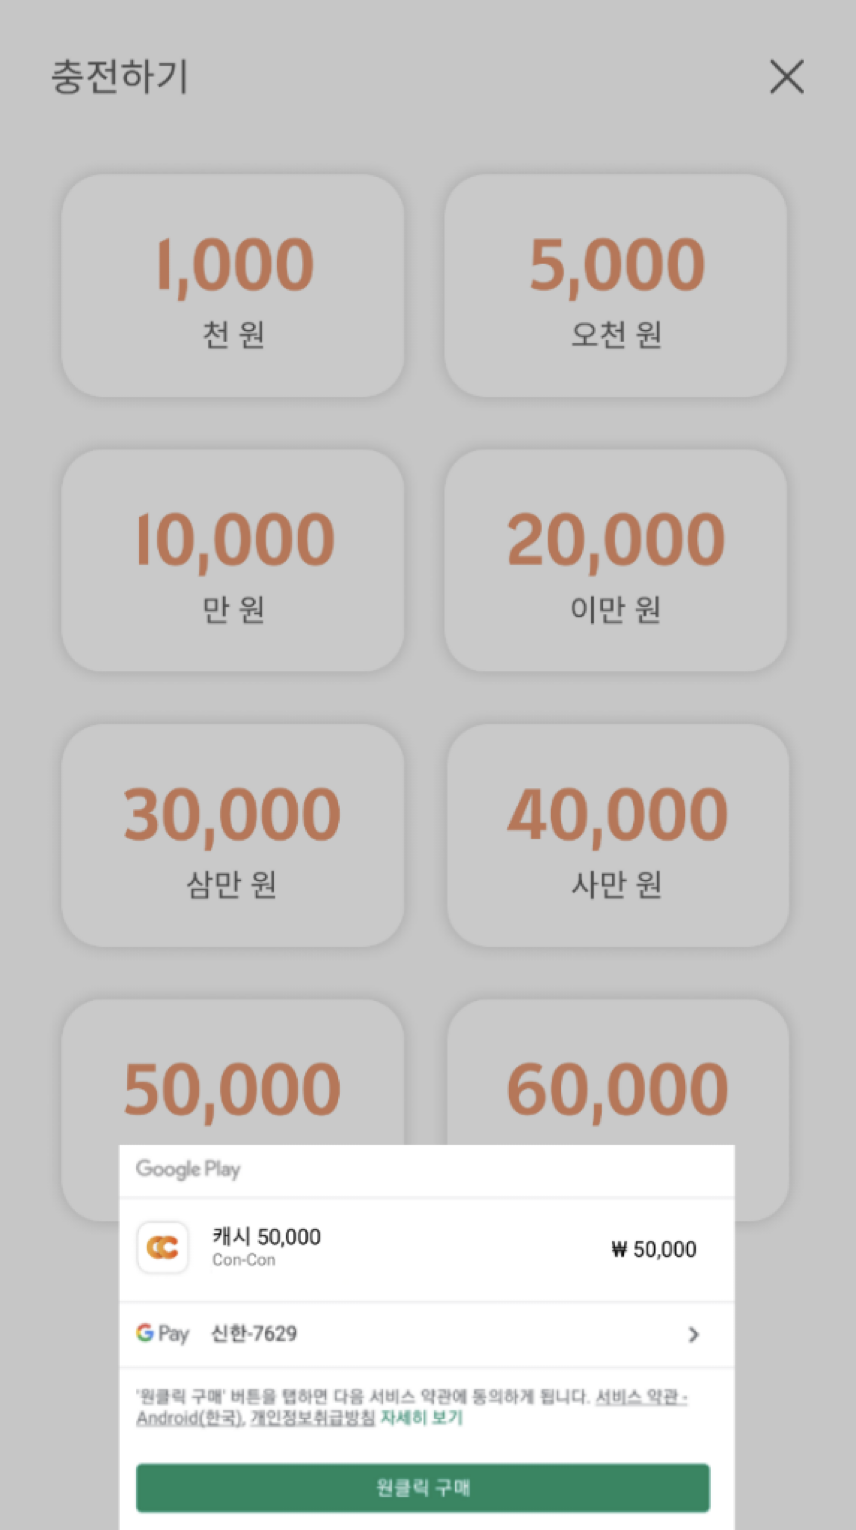 충전하기
1,000
천 원
5,000
오천 원
10,000
만 원
20,000
이만 원
30,000
삼만 원
40,000
사만 원
50,000
60,000
Google Play
캐시 50,000
Con-Con
₩ 50,000
G Pay 신한-7629
'원클릭 구매' 버튼을 탭하면 다음 서비스 약관에 동의하게 됩니다. 서비스 약관 -
Android(한국), 개인정보취급방침 자세히 보기
원클릭 구매